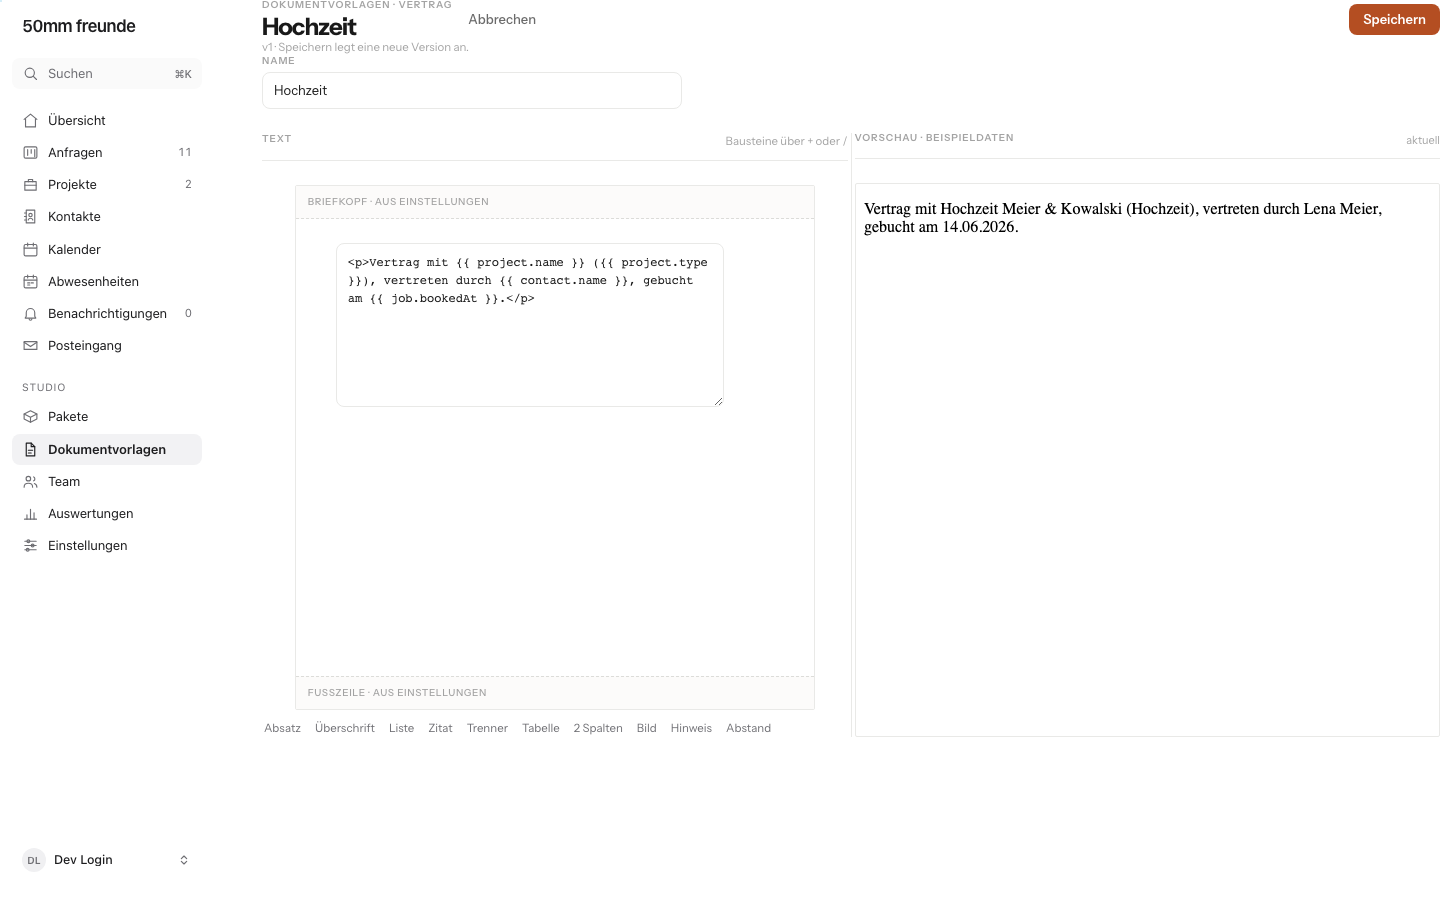 50mm freunde
Suchen ⌘K
Übersicht
Anfragen 11
Projekte 2
Kontakte
Kalender
Abwesenheiten
Benachrichtigungen 0
Posteingang
STUDIO
Pakete
Dokumentvorlagen
Team
Auswertungen
Einstellungen
DL Dev Login
DOKUMENTVORLAGEN · VERTRAG
Hochzeit
Abbrechen
Speichern
v1 · Speichern legt eine neue Version an.
NAME
Hochzeit
TEXT
Bausteine über + oder /
BRIEFKOPF · AUS EINSTELLUNGEN
<p>Vertrag mit {{ project.name }} ({{ project.type
}}), vertreten durch {{ contact.name }}, gebucht
am {{ job.bookedAt }}.</p>
FUSSZEILE · AUS EINSTELLUNGEN
Absatz Überschrift Liste Zitat Trenner Tabelle 2 Spalten Bild Hinweis Abstand
VORSCHAU · BEISPIELDATEN
aktuell
Vertrag mit Hochzeit Meier & Kowalski (Hochzeit), vertreten durch Lena Meier,
gebucht am 14.06.2026.